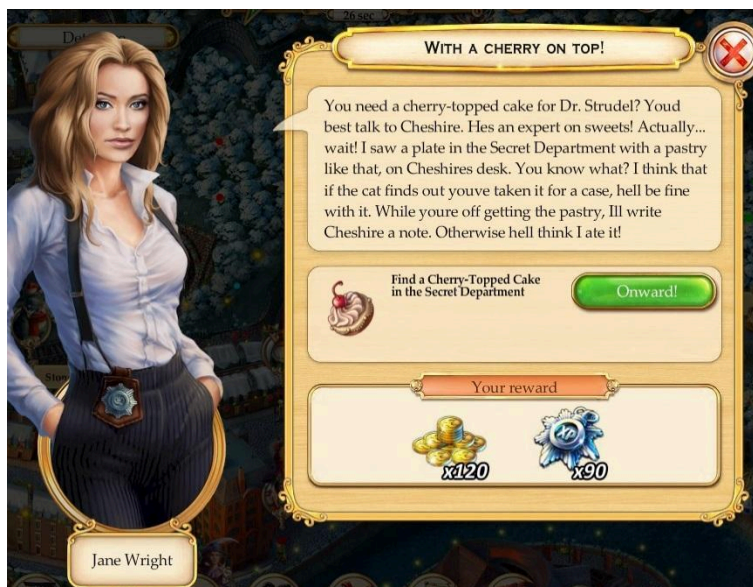 26 sec
WITH A CHERRY ON TOP!
You need a cherry-topped cake for Dr. Strudel? Youd
best talk to Cheshire. Hes an expert on sweets! Actually...
wait! I saw a plate in the Secret Department with a pastry
like that, on Cheshires desk. You know what? I think that
if the cat finds out youve taken it for a case, hell be fine
with it. While youre off getting the pastry, Ill write
Cheshire a note. Otherwise hell think I ate it!
Find a Cherry-Topped Cake
in the Secret Department
Onward!
Your reward
XP
x120
x90
Jane Wright